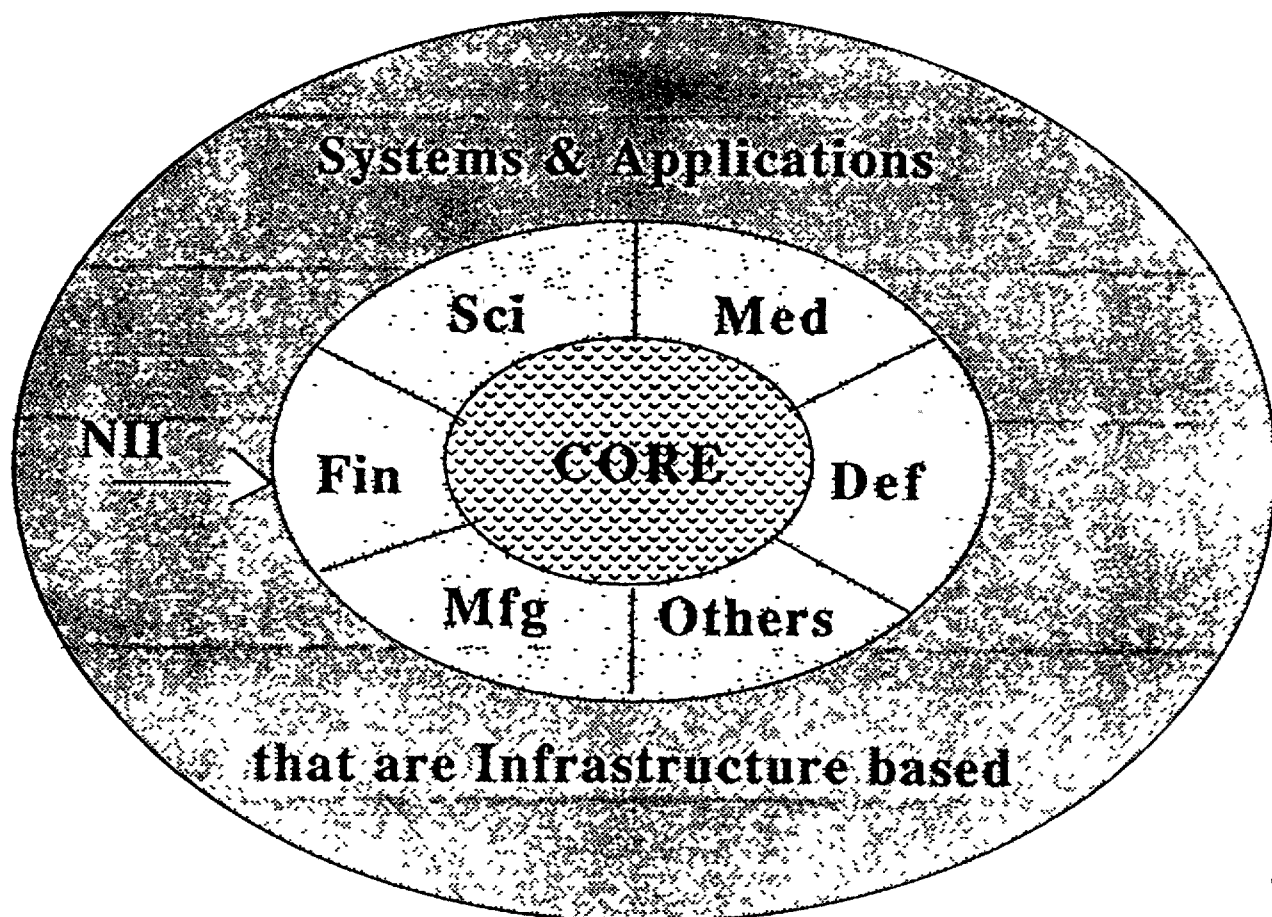 Systems & Applications
Sci
Med
NII
Fin
CORE
Def
Mfg
Others
that are Infrastructure based